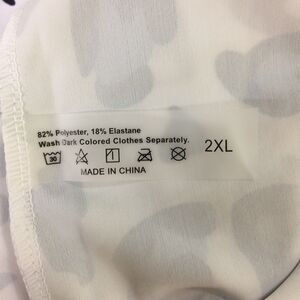 82% Polyester, 18% Elastane
Wash Dark Colored Clothes Separately.
30
2XL
MADE IN CHINA